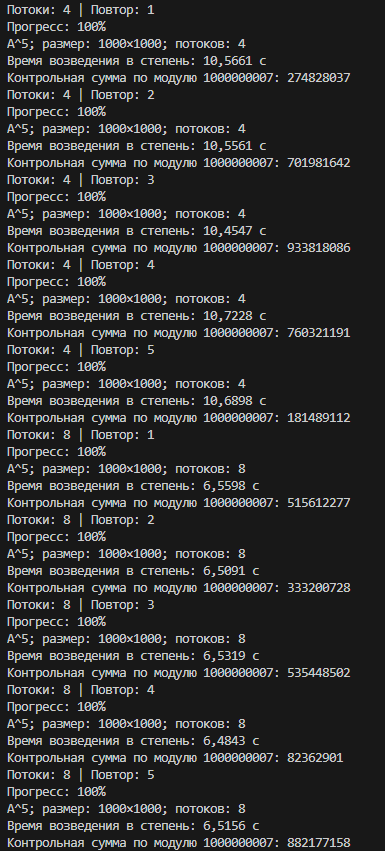 Потоки: 4 | Повтор: 1
Прогресс: 100%
A^5; размер: 1000×1000; потоков: 4
Время возведения в степень: 10,5661 с
Контрольная сумма по модулю 1000000007: 274828037
Потоки: 4 | Повтор: 2
Прогресс: 100%
A^5; размер: 1000×1000; потоков: 4
Время возведения в степень: 10,5561 с
Контрольная сумма по модулю 1000000007: 701981642
Потоки: 4 | Повтор: 3
Прогресс: 100%
A^5; размер: 1000×1000; потоков: 4
Время возведения в степень: 10,4547 с
Контрольная сумма по модулю 1000000007: 933818086
Потоки: 4 | Повтор: 4
Прогресс: 100%
A^5; размер: 1000×1000; потоков: 4
Время возведения в степень: 10,7228 с
Контрольная сумма по модулю 1000000007: 760321191
Потоки: 4 | Повтор: 5
Прогресс: 100%
A^5; размер: 1000×1000; потоков: 4
Время возведения в степень: 10,6898 с
Контрольная сумма по модулю 1000000007: 181489112
Потоки: 8 | Повтор: 1
Прогресс: 100%
A^5; размер: 1000×1000; потоков: 8
Время возведения в степень: 6,5598 с
Контрольная сумма по модулю 1000000007: 515612277
Потоки: 8 | Повтор: 2
Прогресс: 100%
A^5; размер: 1000×1000; потоков: 8
Время возведения в степень: 6,5091 с
Контрольная сумма по модулю 1000000007: 333200728
Потоки: 8 | Повтор: 3
Прогресс: 100%
A^5; размер: 1000×1000; потоков: 8
Время возведения в степень: 6,5319 с
Контрольная сумма по модулю 1000000007: 535448502
Потоки: 8 | Повтор: 4
Прогресс: 100%
A^5; размер: 1000×1000; потоков: 8
Время возведения в степень: 6,4843 с
Контрольная сумма по модулю 1000000007: 82362901
Потоки: 8 | Повтор: 5
Прогресс: 100%
A^5; размер: 1000×1000; потоков: 8
Время возведения в степень: 6,5156 с
Контрольная сумма по модулю 1000000007: 882177158